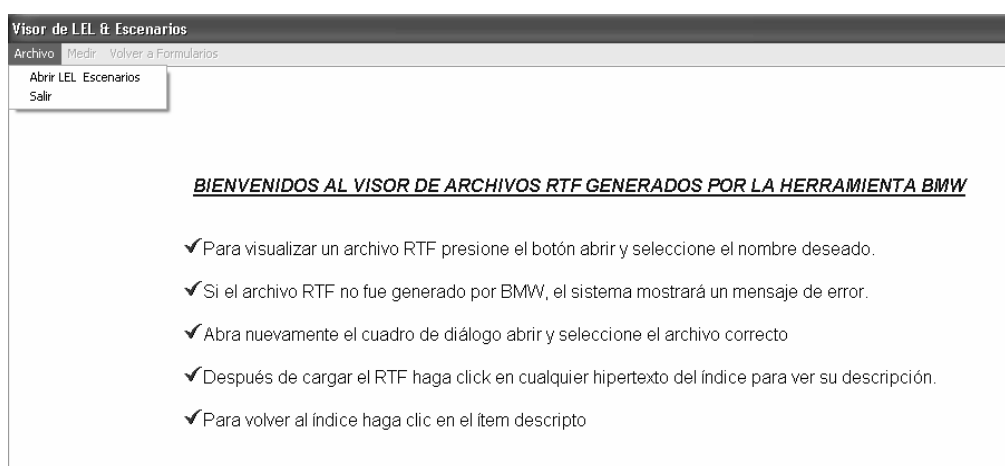 Visor de LEL & Escenarios
Archivo Medir Volver a Formularios
Abrir LEL Escenarios
Salir
BIENVENIDOS AL VISOR DE ARCHIVOS RTF GENERADOS POR LA HERRAMIENTA BMW
✓Para visualizar un archivo RTF presione el botón abrir y seleccione el nombre deseado.
✓Si el archivo RTF no fue generado por BMW, el sistema mostrará un mensaje de error.
✓Abra nuevamente el cuadro de diálogo abrir y seleccione el archivo correcto
✓Después de cargar el RTF haga click en cualquier hipertexto del índice para ver su descripción.
✓Para volver al índice haga clic en el ítem descripto